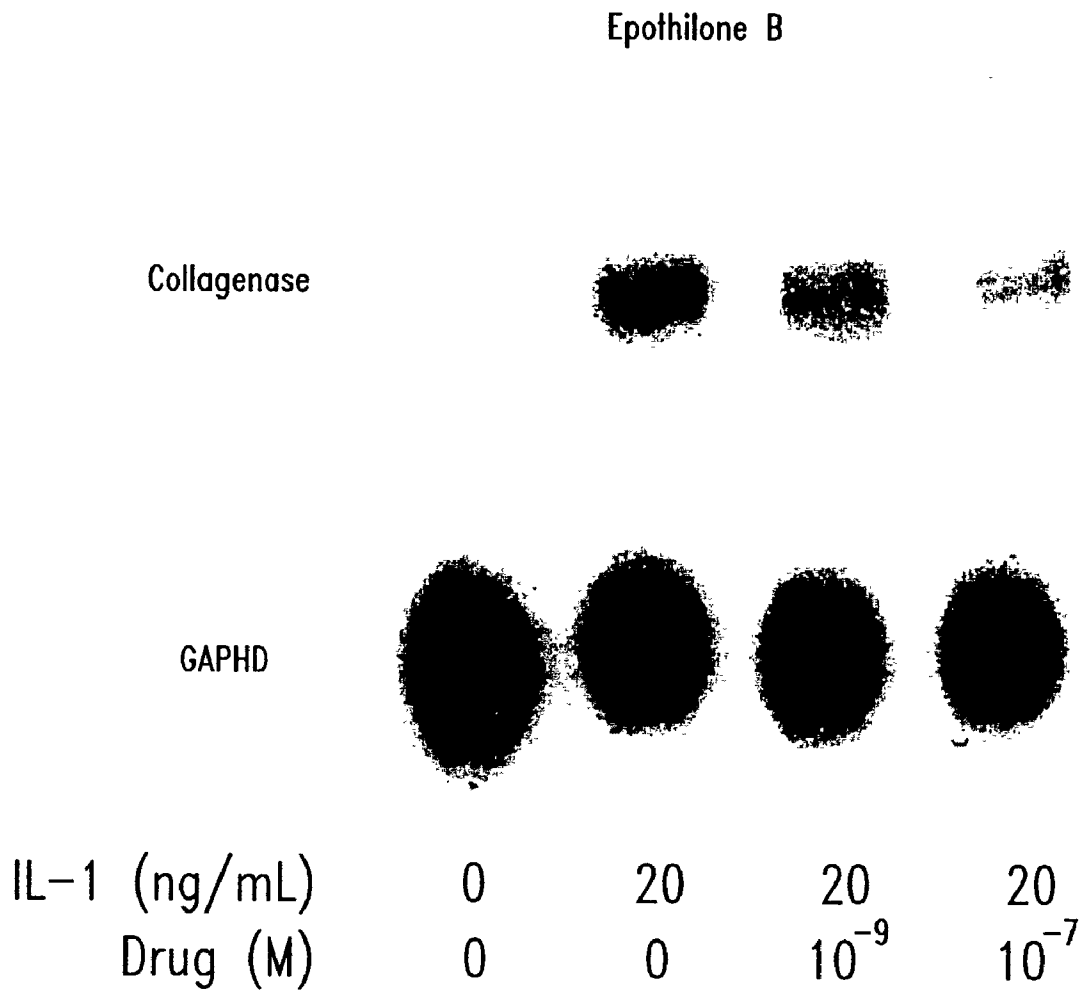 Epothilone B
Collagenase
GAPHD
IL-1 (ng/mL) 0 20 20 20
Drug (M) 0 0 10⁻⁹ 10⁻⁷